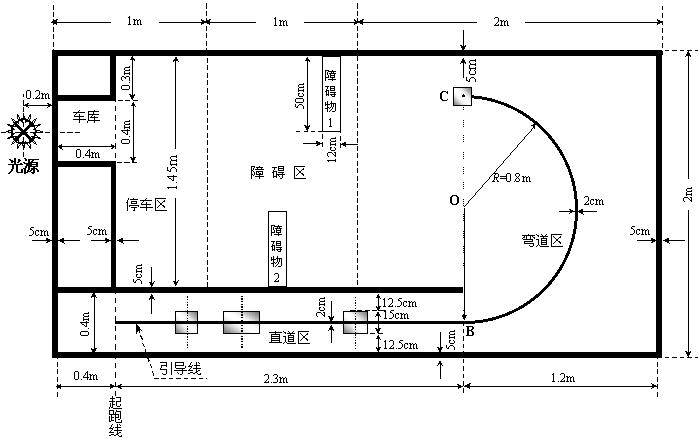 1m
1m
2m
0.2m
0.3m
车库
0.4m
0.4m
光源
停车区
1.45m
障碍区
50cm
障碍物1
12cm
障碍物2
5cm
C
O
R=0.8m
2cm
弯道区
5cm
2m
5cm
5cm
5cm
0.4m
2cm
12.5cm
15cm
12.5cm
直道区
B
5cm
引导线
0.4m
2.3m
1.2m
起跑线